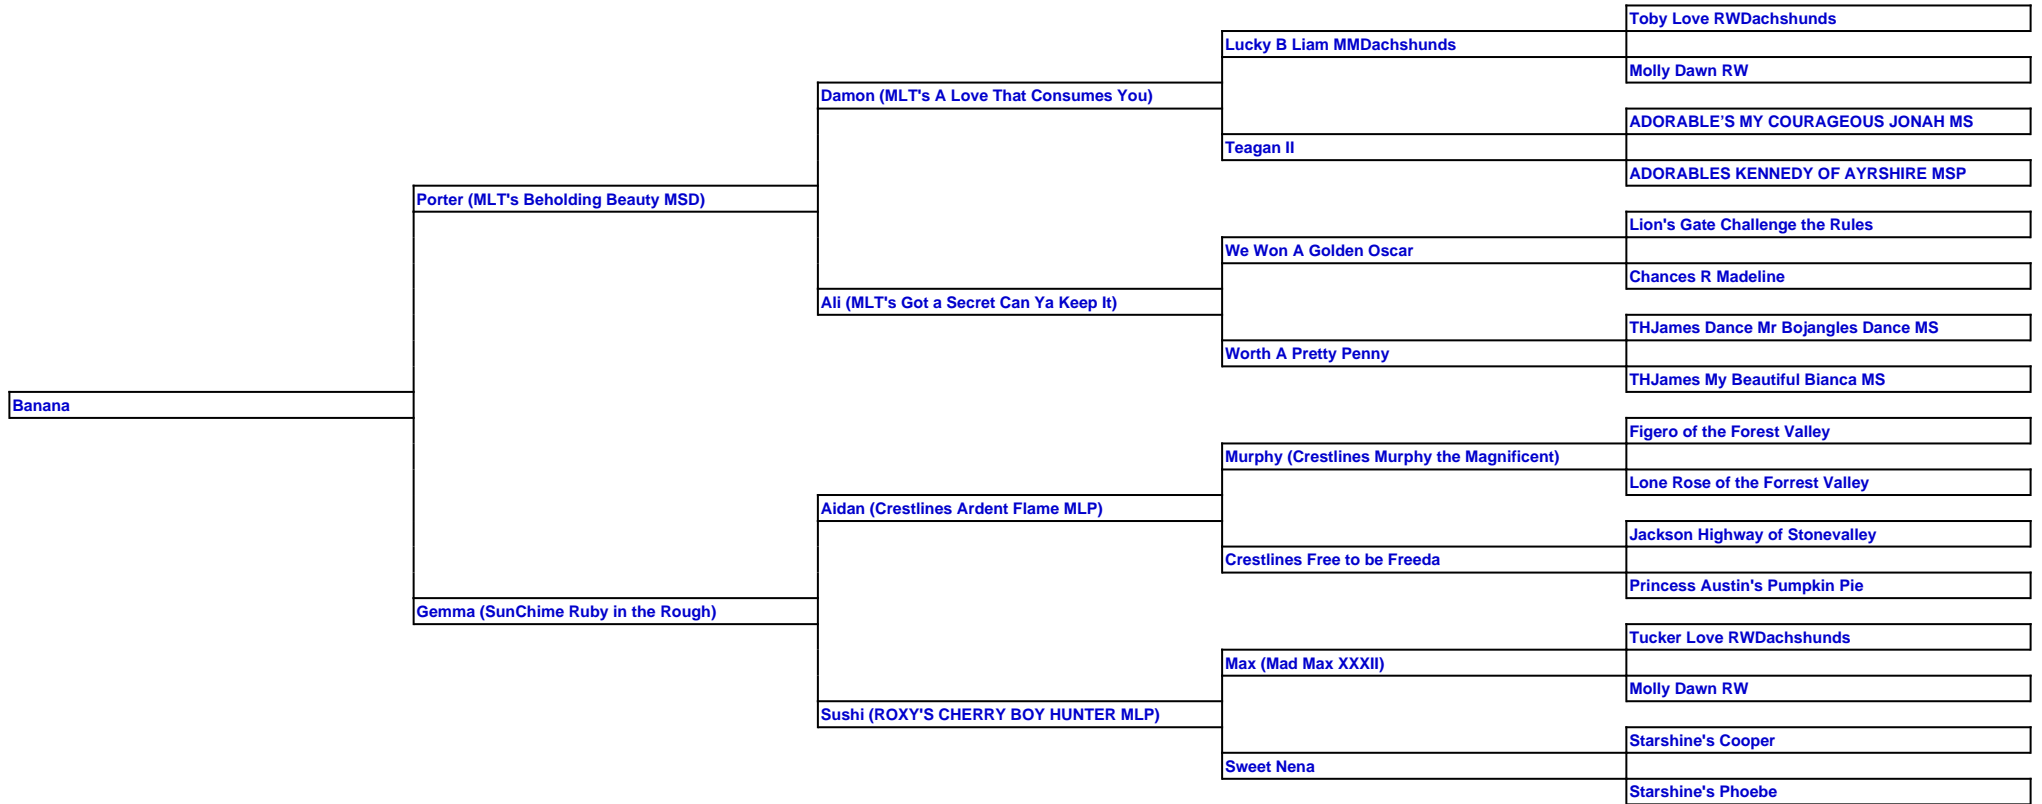 Toby Love RWDachshunds
Lucky B Liam MMDachshunds
Molly Dawn RW
Damon (MLT's A Love That Consumes You)
ADORABLE’S MY COURAGEOUS JONAH MS
Teagan II
ADORABLES KENNEDY OF AYRSHIRE MSP
Porter (MLT's Beholding Beauty MSD)
Lion's Gate Challenge the Rules
We Won A Golden Oscar
Chances R Madeline
Ali (MLT's Got a Secret Can Ya Keep It)
THJames Dance Mr Bojangles Dance MS
Worth A Pretty Penny
THJames My Beautiful Bianca MS
Banana
Figero of the Forest Valley
Murphy (Crestlines Murphy the Magnificent)
Lone Rose of the Forrest Valley
Aidan (Crestlines Ardent Flame MLP)
Jackson Highway of Stonevalley
Crestlines Free to be Freeda
Princess Austin's Pumpkin Pie
Gemma (SunChime Ruby in the Rough)
Tucker Love RWDachshunds
Max (Mad Max XXXII)
Molly Dawn RW
Sushi (ROXY'S CHERRY BOY HUNTER MLP)
Starshine's Cooper
Sweet Nena
Starshine's Phoebe